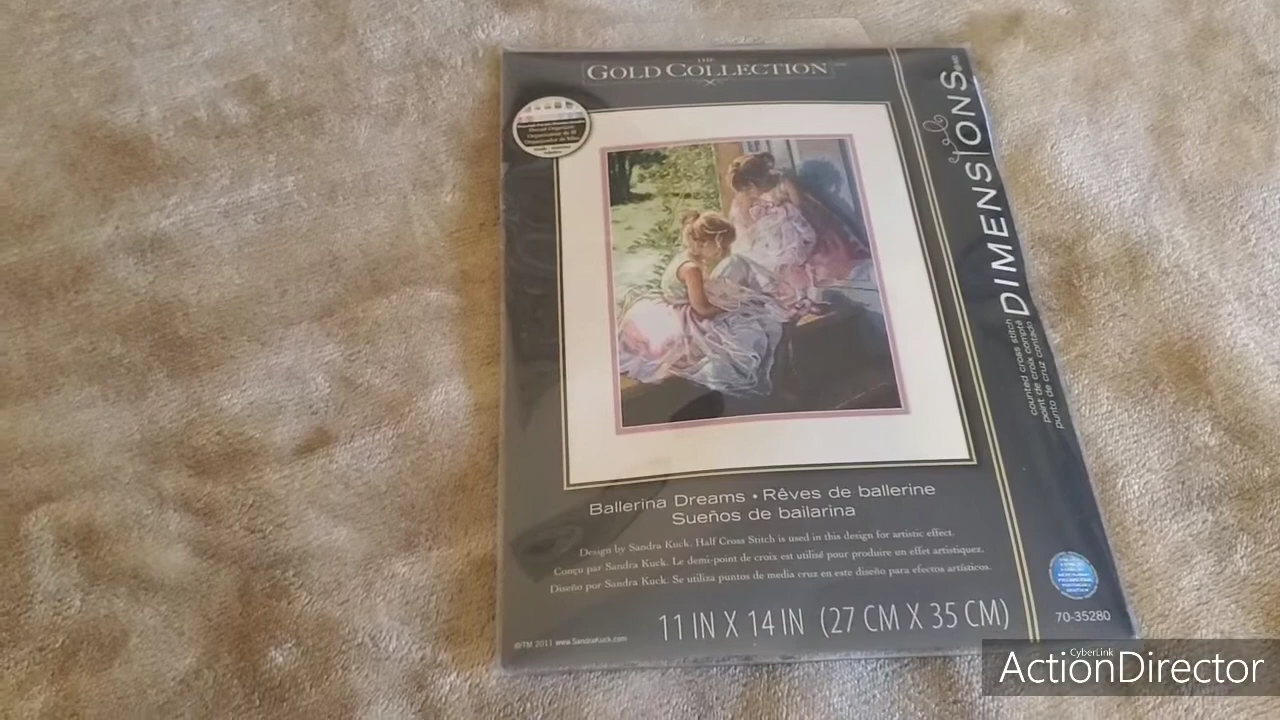 THE
GOLD COLLECTION
DIMENSIONS
counted cross stitch
point de croix compté
punto de cruz contado
Ballerina Dreams • Rêves de ballerine
Sueños de bailarina
Design by Sandra Kuck. Half Cross Stitch is used in this design for artistic effect.
Conçu par Sandra Kuck. Le demi-point de croix est utilisé pour produire un effet artistiquez.
Diseño por Sandra Kuck. Se utiliza puntos de media cruz en este diseño para efectos artísticos.
11 IN X 14 IN (27 CM X 35 CM)
©TM 2011 www.SandraKuck.com
70-35280
CyberLink
ActionDirector